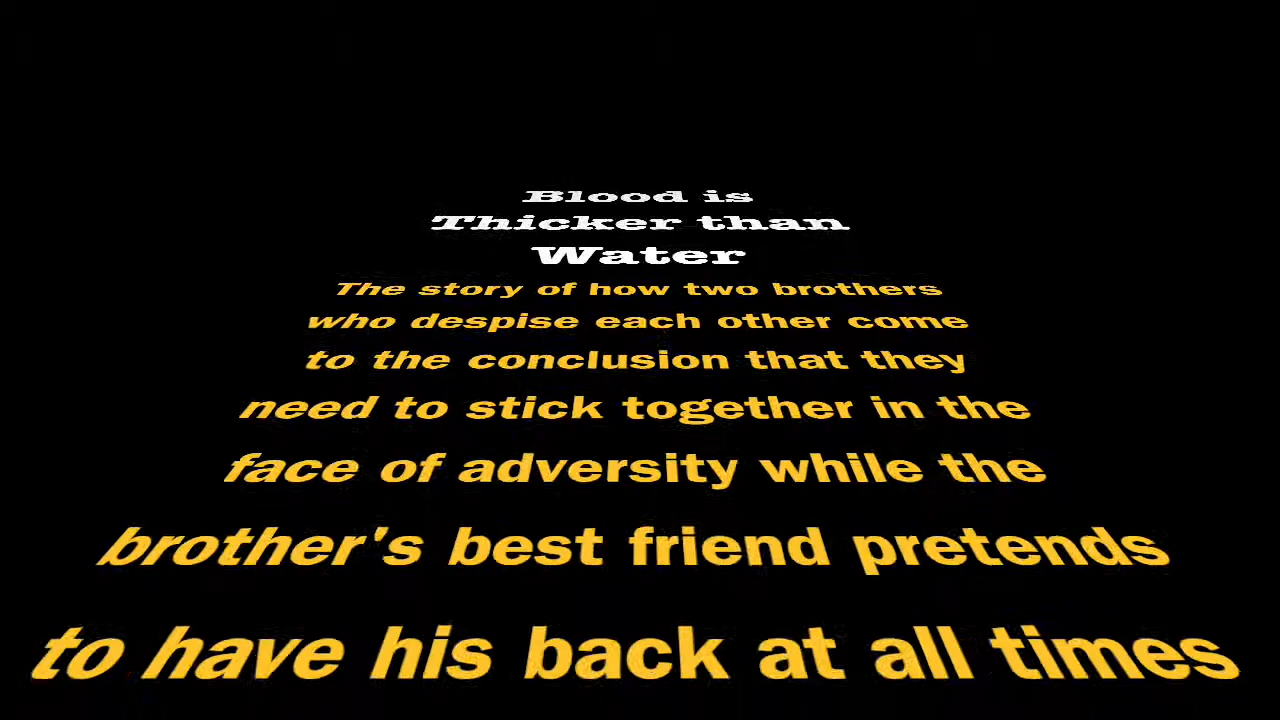 Blood is
Thicker than
Water
The story of how two brothers
who despise each other come
to the conclusion that they
need to stick together in the
face of adversity while the
brother's best friend pretends
to have his back at all times